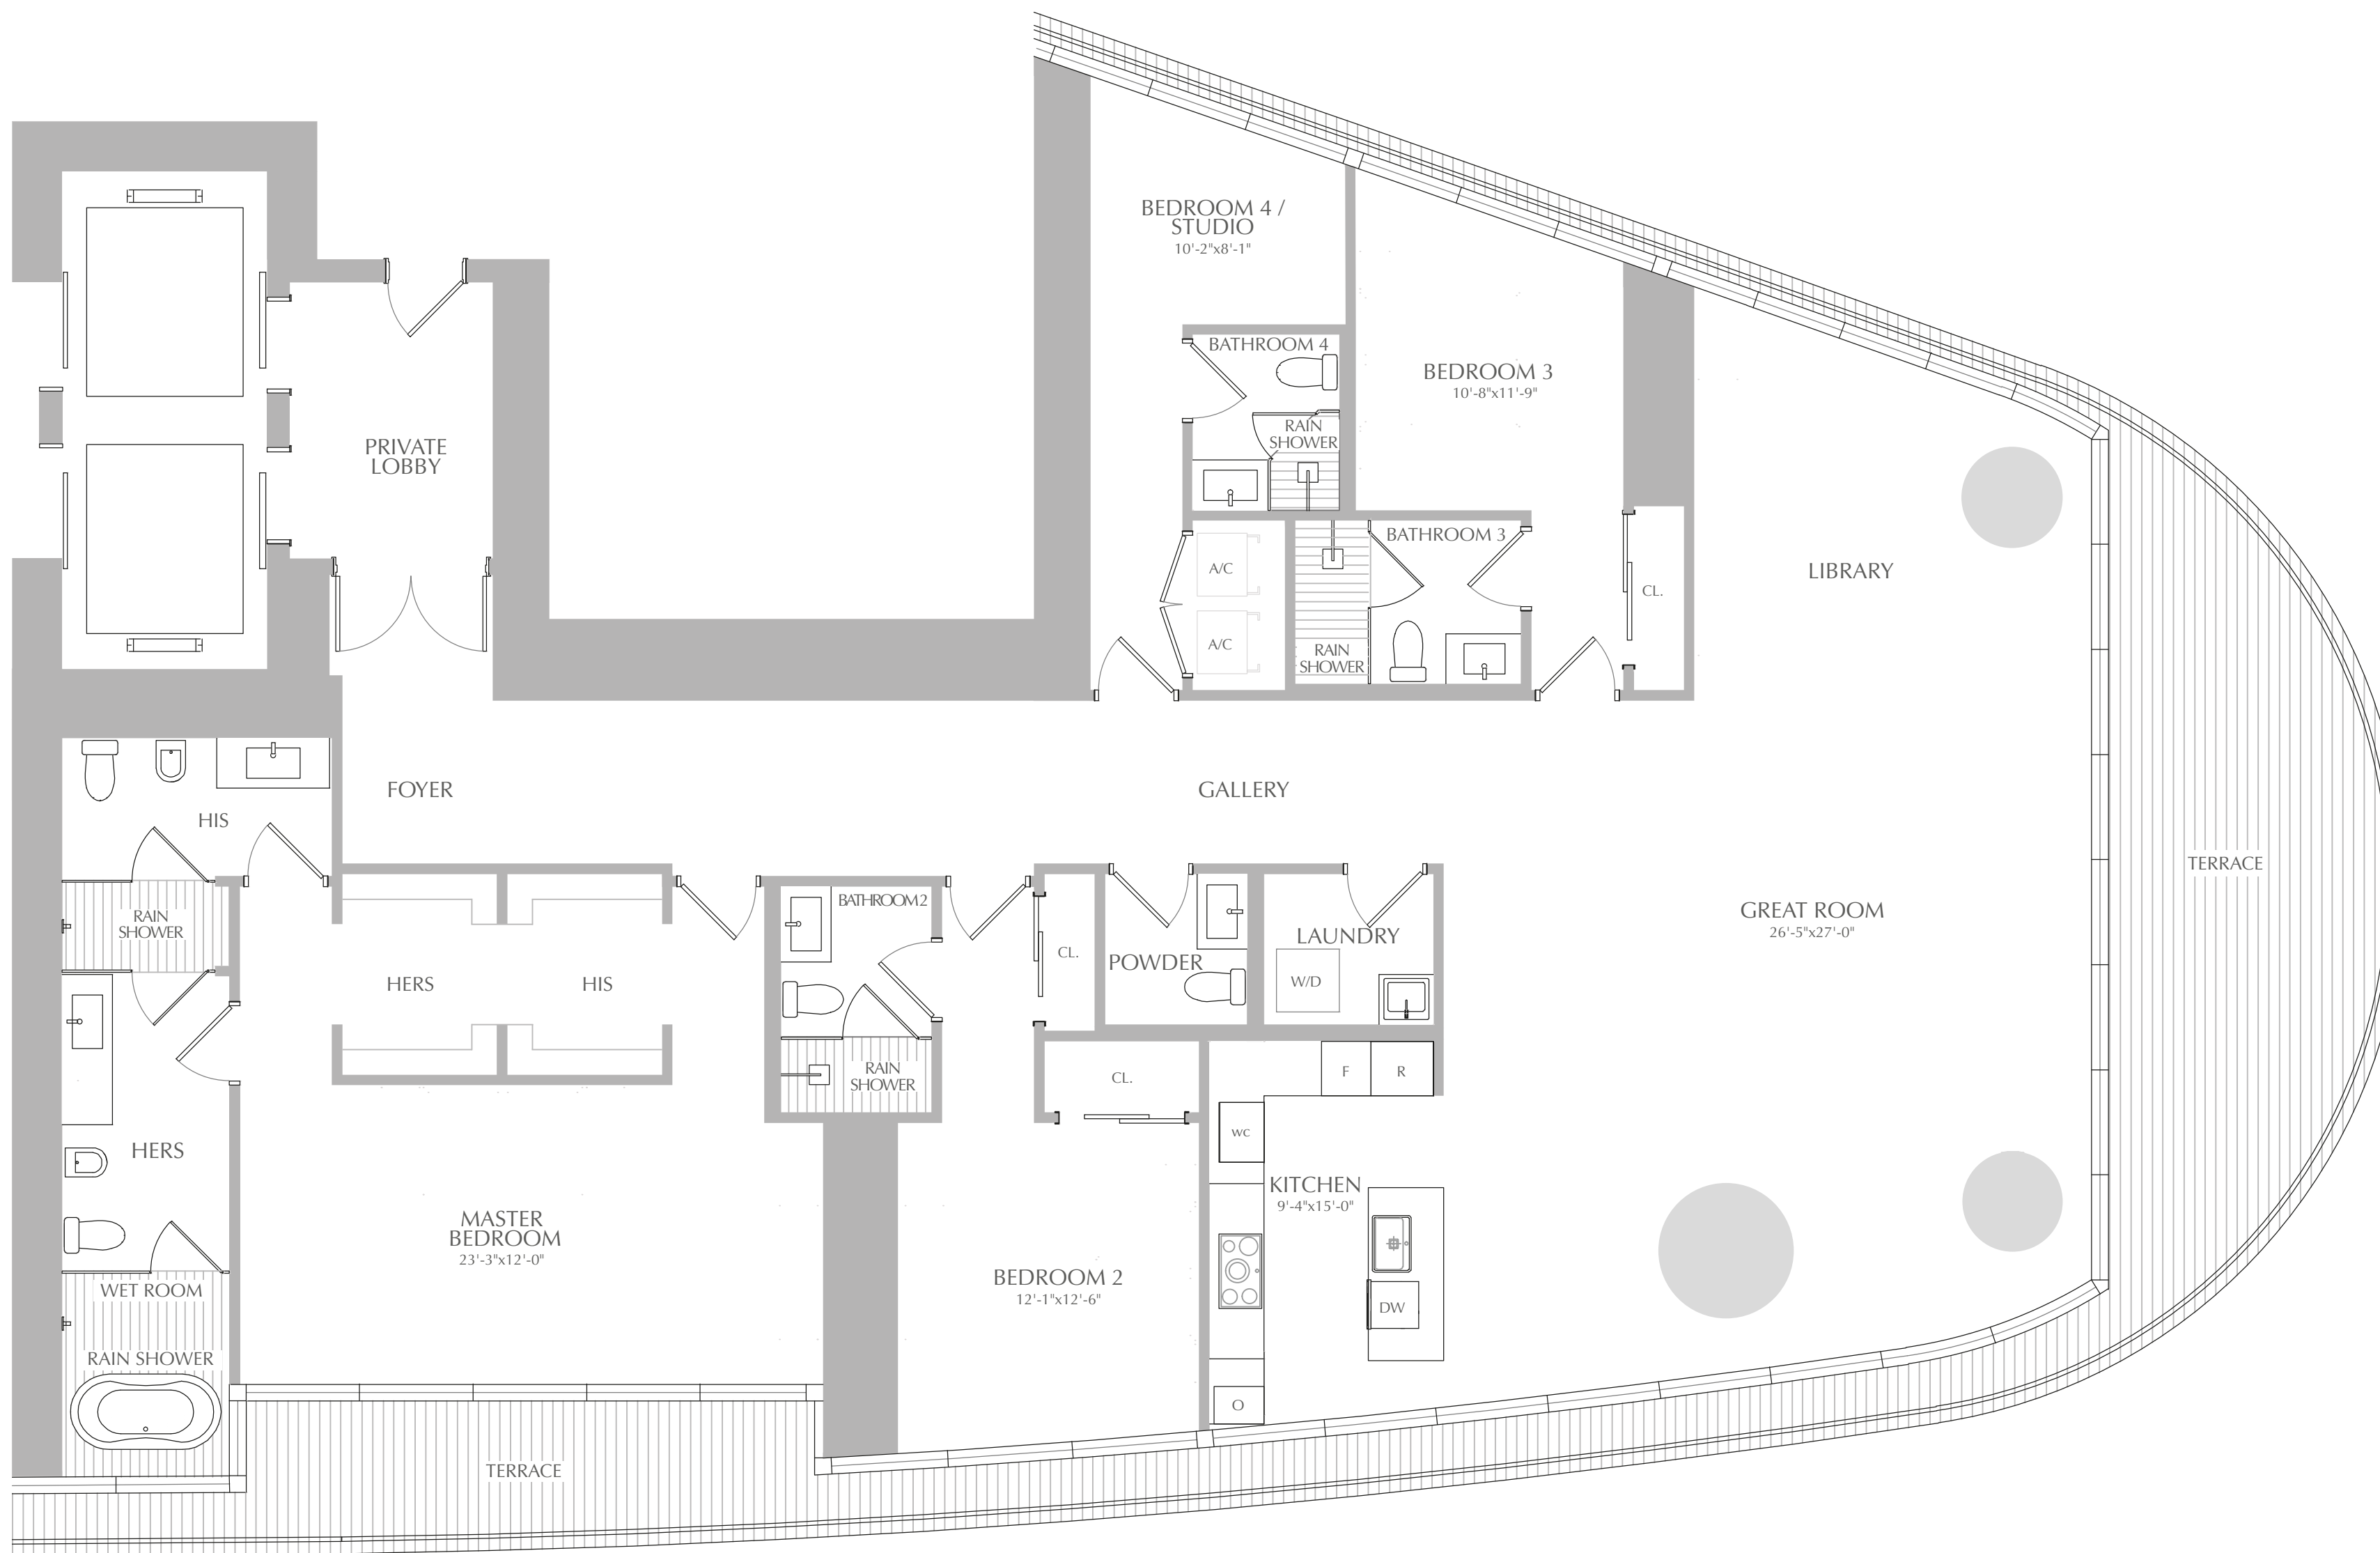 BEDROOM 4 /
STUDIO
10'-2"x8'-1"
BATHROOM 4
RAIN
SHOWER
BEDROOM 3
10'-8"x11'-9"
PRIVATE
LOBBY
BATHROOM 3
A/C
A/C
RAIN
SHOWER
CL.
LIBRARY
FOYER
GALLERY
HIS
RAIN
SHOWER
HERS
HIS
BATHROOM 2
RAIN
SHOWER
CL.
POWDER
LAUNDRY
W/D
GREAT ROOM
26'-5"x27'-0"
TERRACE
CL.
F
R
WC
KITCHEN
9'-4"x15'-0"
DW
O
HERS
MASTER
BEDROOM
23'-3"x12'-0"
BEDROOM 2
12'-1"x12'-6"
WET ROOM
RAIN SHOWER
TERRACE